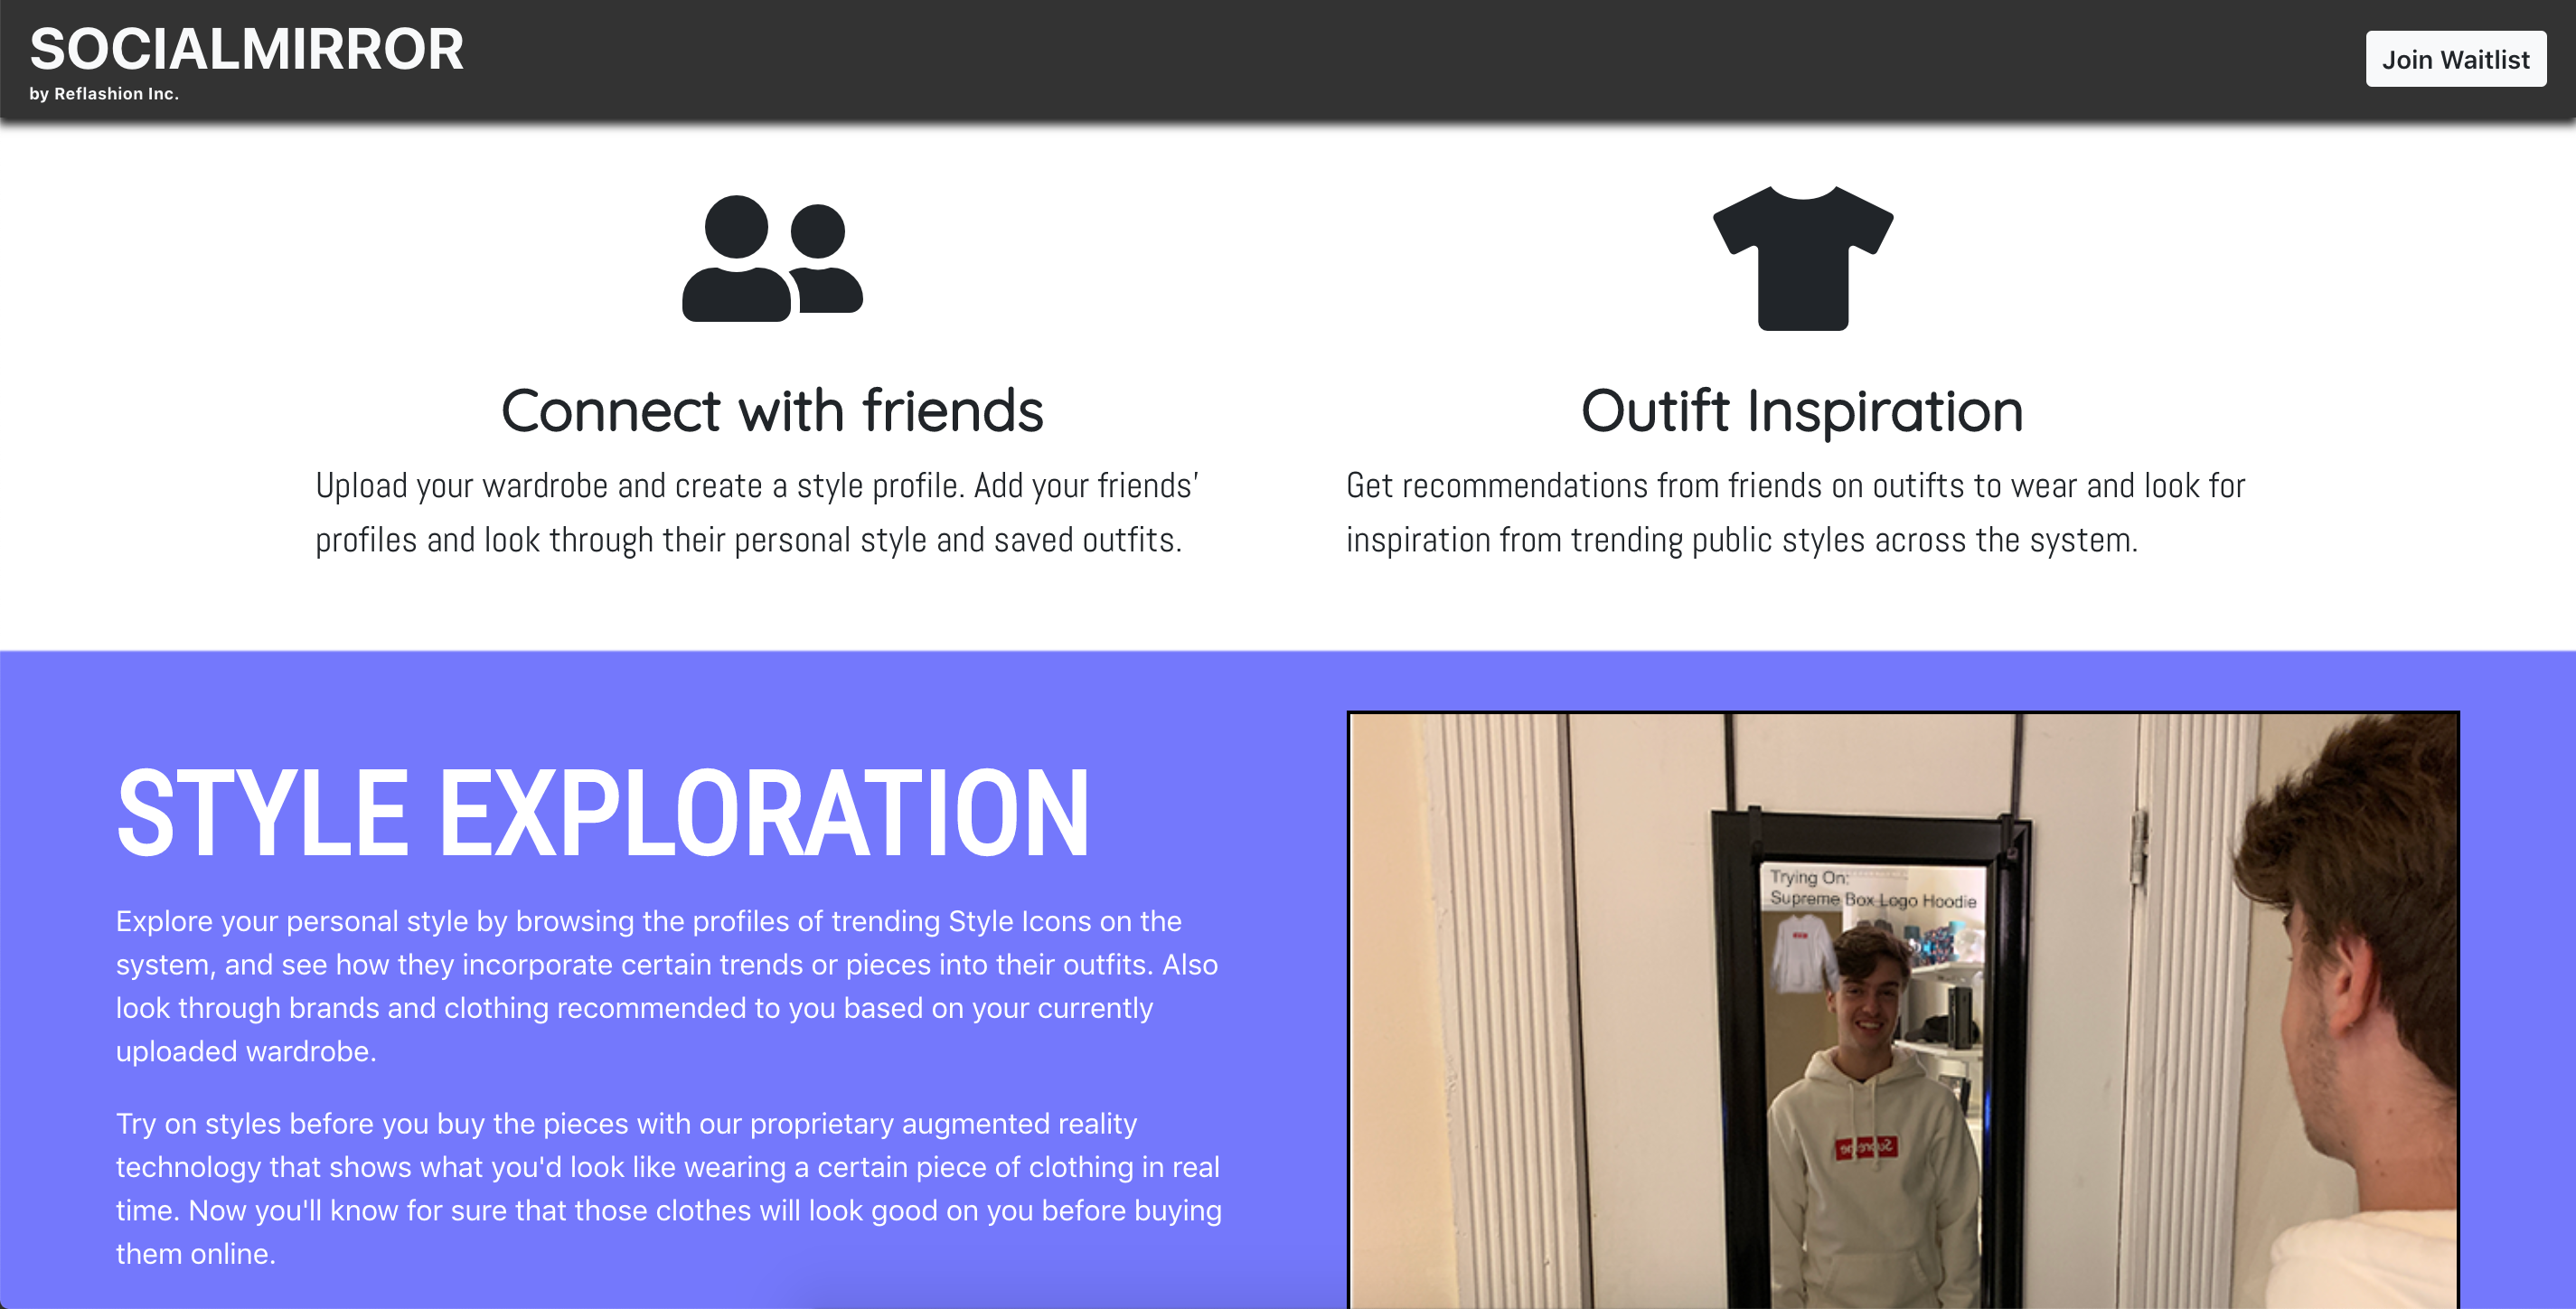 SOCIALMIRROR
by Reflashion Inc.
Join Waitlist
Connect with friends
Upload your wardrobe and create a style profile. Add your friends'
profiles and look through their personal style and saved outfits.
Outift Inspiration
Get recommendations from friends on outifts to wear and look for
inspiration from trending public styles across the system.
STYLE EXPLORATION
Explore your personal style by browsing the profiles of trending Style Icons on the
system, and see how they incorporate certain trends or pieces into their outfits. Also
look through brands and clothing recommended to you based on your currently
uploaded wardrobe.
Try on styles before you buy the pieces with our proprietary augmented reality
technology that shows what you'd look like wearing a certain piece of clothing in real
time. Now you'll know for sure that those clothes will look good on you before buying
them online.
Trying On:
Supreme Box Logo Hoodie
Supreme